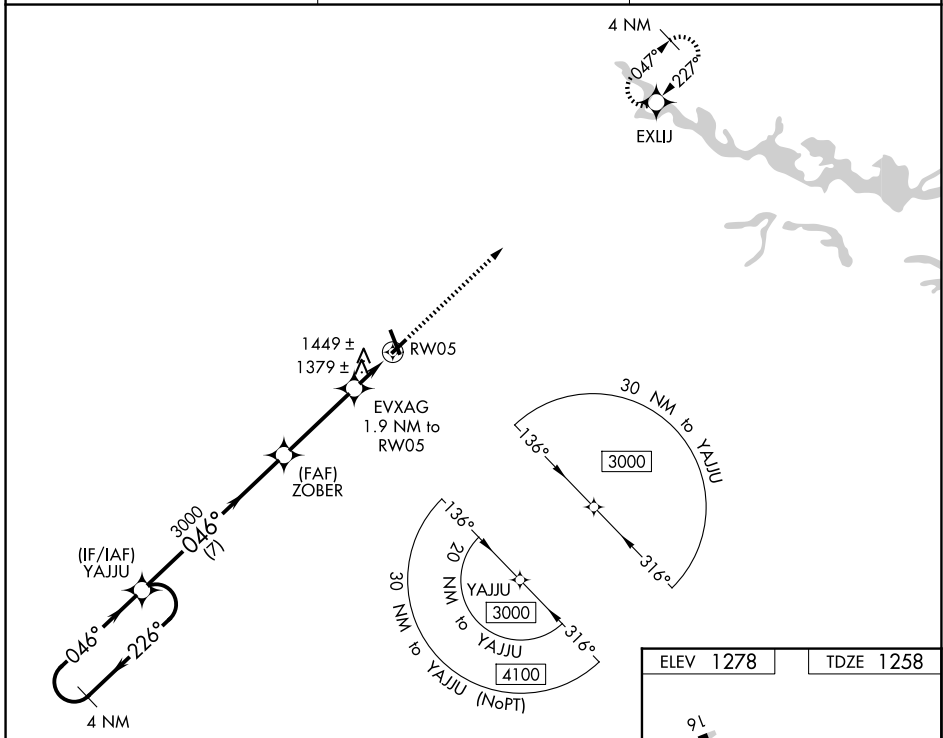 4 NM
047°
227°
EXLIJ
1449 ±
1379 ±
RW05
EVXAG
1.9 NM to
RW05
(FAF)
ZOBER
3000
046°
(7)
(IF/IAF)
YAJJU
046°
226°
4 NM
30 NM to YAJJU
136°
3000
316°
136°
20 NM to YAJJU
YAJJU
3000
316°
4100
30 NM to YAJJU (NoPT)
ELEV 1278
TDZE 1258
16